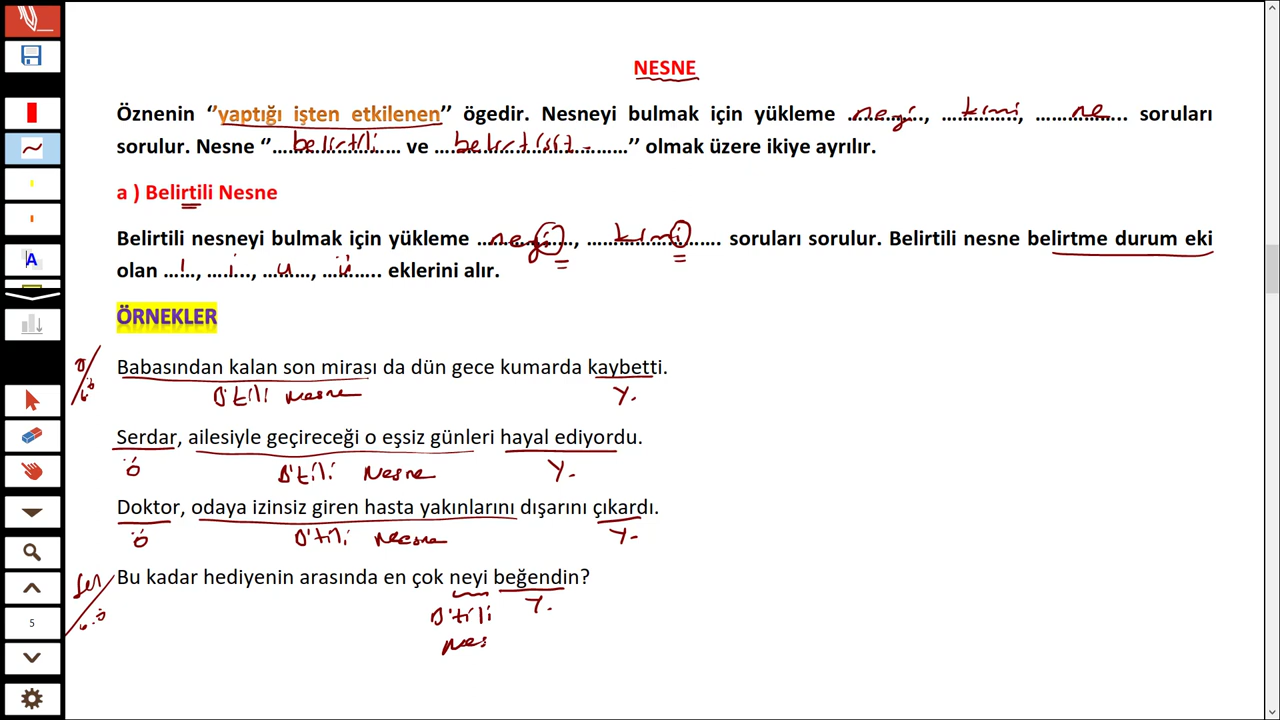 NESNE
Öznenin ‘’yaptığı işten etkilenen’’ ögedir. Nesneyi bulmak için yükleme neyi, kimi, ne soruları
sorulur. Nesne ‘’...belirtili... ve ...belirtisiz...’’ olmak üzere ikiye ayrılır.
a ) Belirtili Nesne
Belirtili nesneyi bulmak için yükleme ...neyi..., ...kimi... soruları sorulur. Belirtili nesne belirtme durum eki
olan ...ı.., ...i..., ...u..., ...ü... eklerini alır.
ÖRNEKLER
Babasından kalan son mirası da dün gece kumarda kaybetti.
O/G.Ö
B'tili Nesne Y.
Serdar, ailesiyle geçireceği o eşsiz günleri hayal ediyordu.
Ö B'tili Nesne Y.
Doktor, odaya izinsiz giren hasta yakınlarını dışarını çıkardı.
Ö B'tili Nesne Y.
Bu kadar hediyenin arasında en çok neyi beğendin?
Sen/G.Ö
B'tili Y.
Nes
A
5